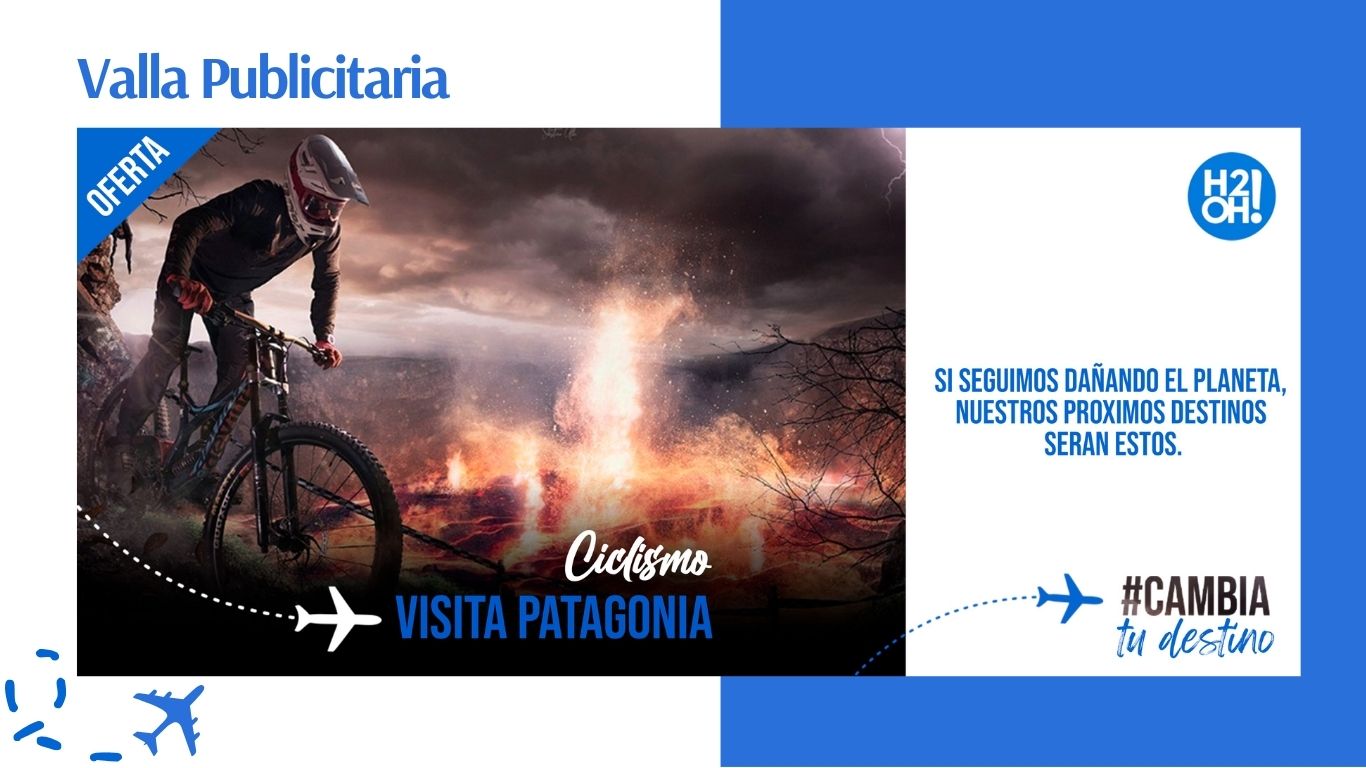 Valla Publicitaria
OFERTA
H2
OH!
SI SEGUIMOS DAÑANDO EL PLANETA,
NUESTROS PROXIMOS DESTINOS
SERAN ESTOS.
Ciclismo
VISITA PATAGONIA
#CAMBIA
tu destino